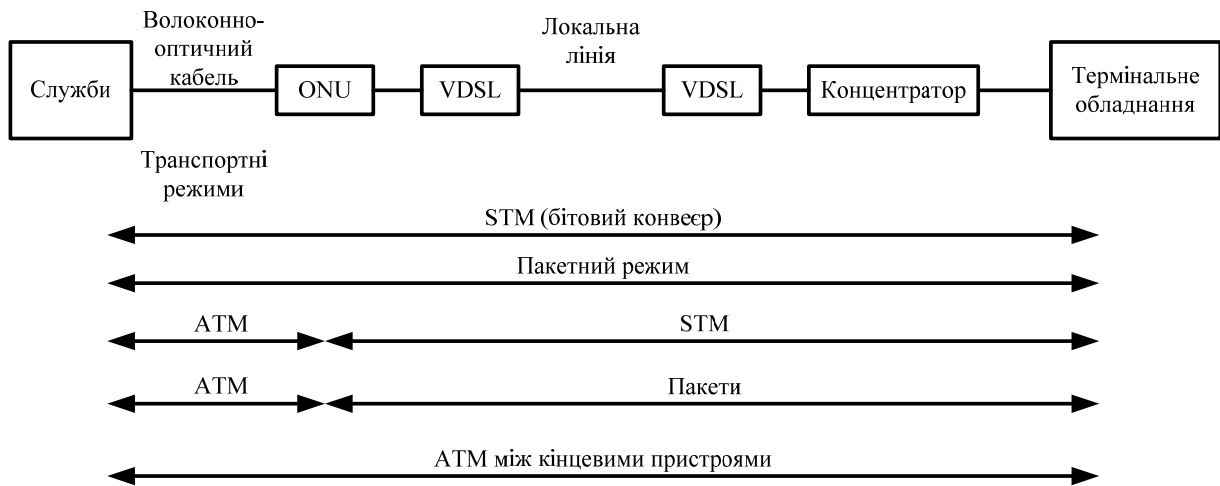 Волоконно-
оптичний
кабель
Локальна
лінія
Служби
ONU
VDSL
VDSL
Концентратор
Термінальне
обладнання
Транспортні
режими
STM (бітовий конвеєр)
Пакетний режим
ATM
STM
ATM
Пакети
ATM між кінцевими пристроями